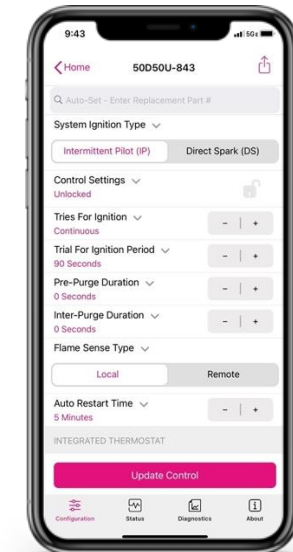 9:43
5Ge
Home 50D50U-843
Auto-Set - Enter Replacement Part #
System Ignition Type
Intermittent Pilot (IP) Direct Spark (DS)
Control Settings
Unlocked
Tries For Ignition
Continuous
- | +
Trial For Ignition Period
90 Seconds
- | +
Pre-Purge Duration
0 Seconds
- | +
Inter-Purge Duration
0 Seconds
- | +
Flame Sense Type
Local Remote
Auto Restart Time
5 Minutes
- | +
INTEGRATED THERMOSTAT
Update Control
Configuration Status Diagnostics About